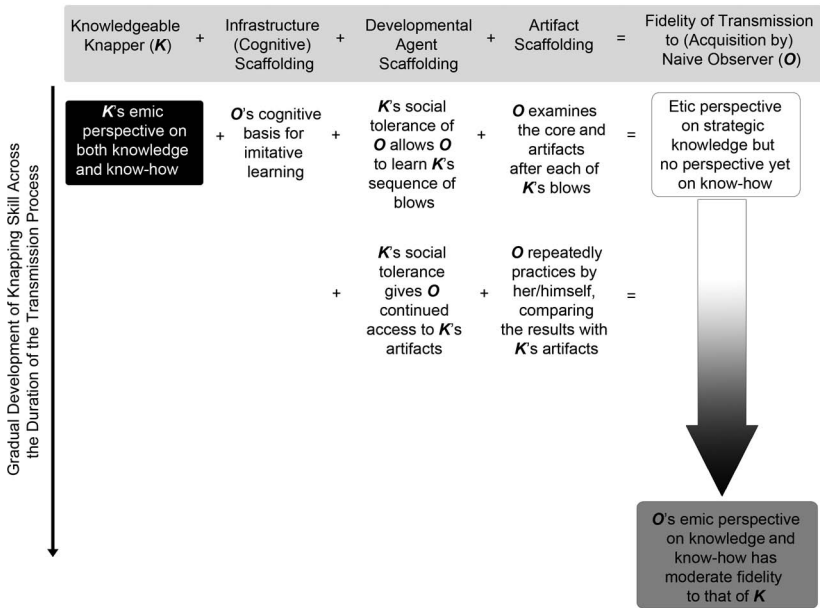 Knowledgeable
Knapper (K)
+
Infrastructure
(Cognitive)
Scaffolding
+
Developmental
Agent
Scaffolding
+
Artifact
Scaffolding
=
Fidelity of Transmission
to (Acquisition by)
Naive Observer (O)
Gradual Development of Knapping Skill Across
the Duration of the Transmission Process
K's emic
perspective on
both knowledge
and know-how
+
O's cognitive
basis for
imitative
learning
+
K's social
tolerance of
O allows O
to learn K's
sequence of
blows
+
O examines
the core and
artifacts
after each of
K's blows
=
Etic perspective
on strategic
knowledge but
no perspective yet
on know-how
+
K's social
tolerance
gives O
continued
access to K's
artifacts
+
O repeatedly
practices by
her/himself,
comparing
the results with
K's artifacts
=
O's emic perspective
on knowledge and
know-how has
moderate fidelity
to that of K